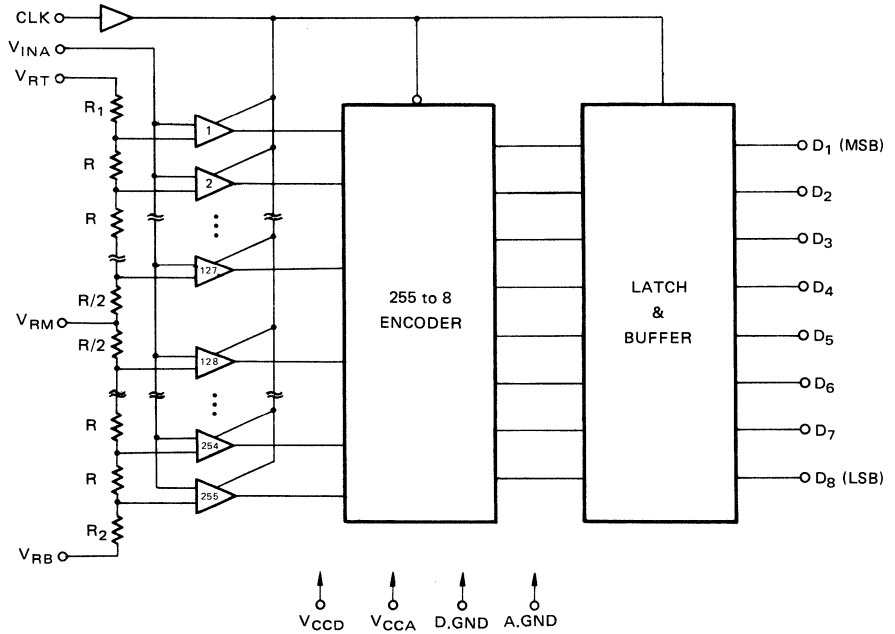 CLK
VINA
VRT
R1
1
R
2
R
127
R/2
VRM
R/2
128
R
254
R
255
R2
VRB
255 to 8
ENCODER
LATCH
&
BUFFER
D1 (MSB)
D2
D3
D4
D5
D6
D7
D8 (LSB)
VCCD
VCCA
D.GND
A.GND